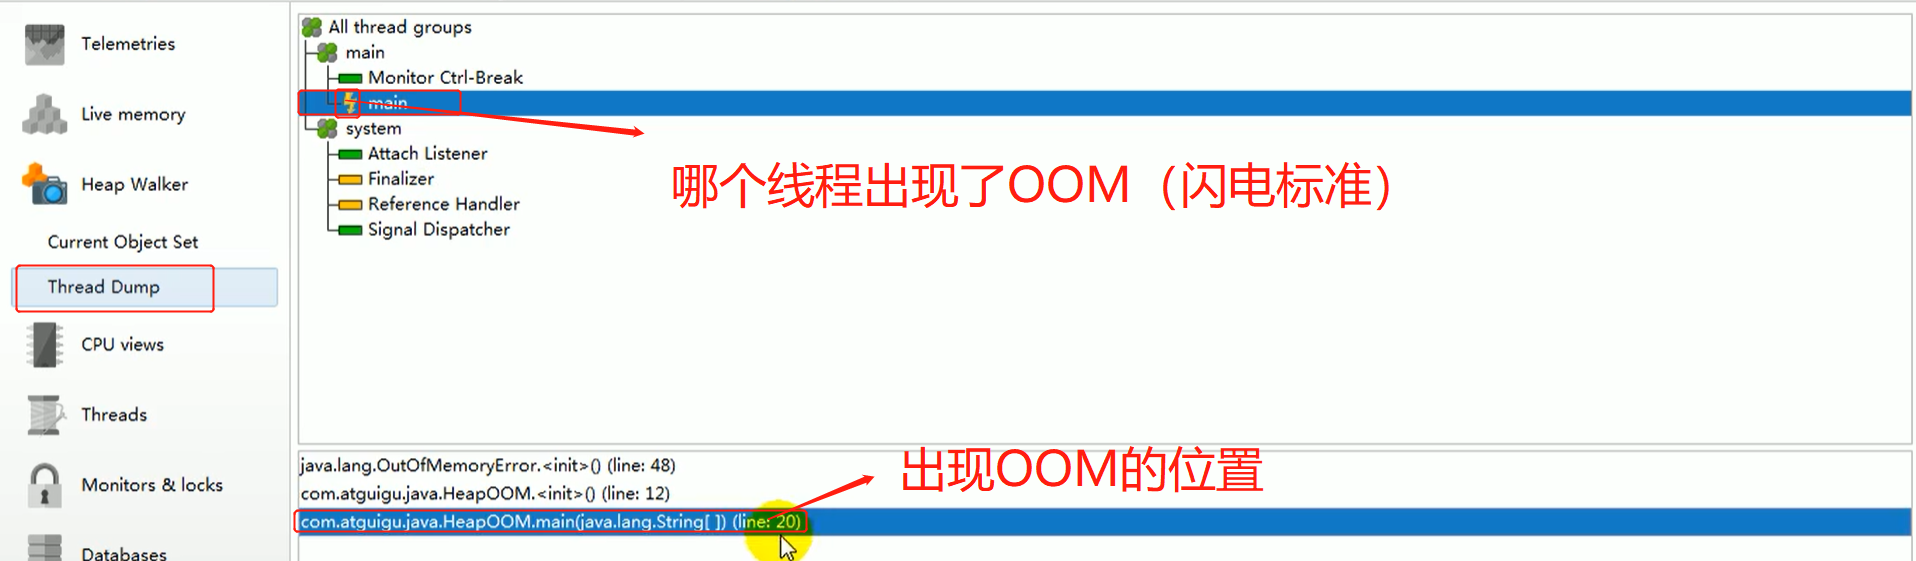 Telemetries
Live memory
Heap Walker
Current Object Set
Thread Dump
CPU views
Threads
Monitors & locks
Databases
All thread groups
main
Monitor Ctrl-Break
main
system
Attach Listener
Finalizer
Reference Handler
Signal Dispatcher
哪个线程出现了OOM（闪电标准）
出现OOM的位置
java.lang.OutOfMemoryError.<init>() (line: 48)
com.atguigu.java.HeapOOM.<init>() (line: 12)
com.atguigu.java.HeapOOM.main(java.lang.String[ ]) (line: 20)